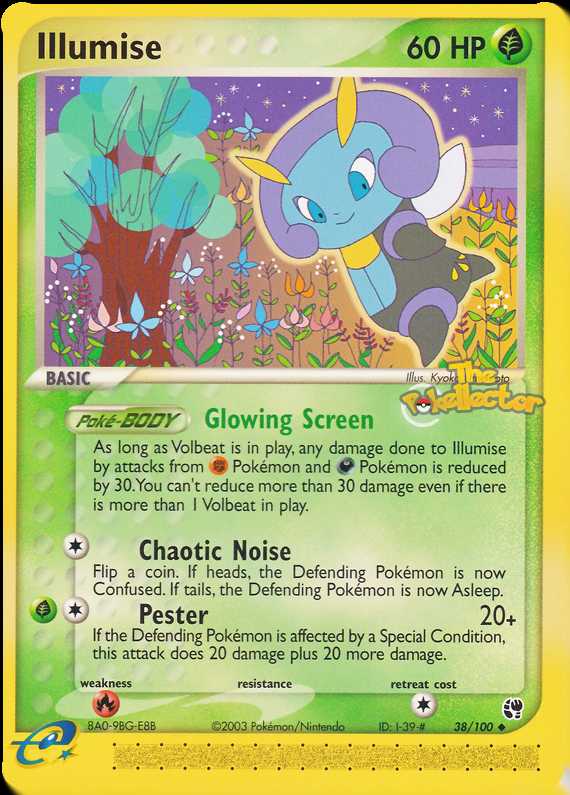 Illumise 60 HP
BASIC
Illus. Kyoko
The
Pokellector
Poké-BODY Glowing Screen
As long as Volbeat is in play, any damage done to Illumise
by attacks from Pokémon and Pokémon is reduced
by 30. You can't reduce more than 30 damage even if there
is more than 1 Volbeat in play.
Chaotic Noise
Flip a coin. If heads, the Defending Pokémon is now
Confused. If tails, the Defending Pokémon is now Asleep.
Pester 20+
If the Defending Pokémon is affected by a Special Condition,
this attack does 20 damage plus 20 more damage.
weakness resistance retreat cost
8A0-9BG-E8B ©2003 Pokémon/Nintendo ID: I-39-# 38/100
e